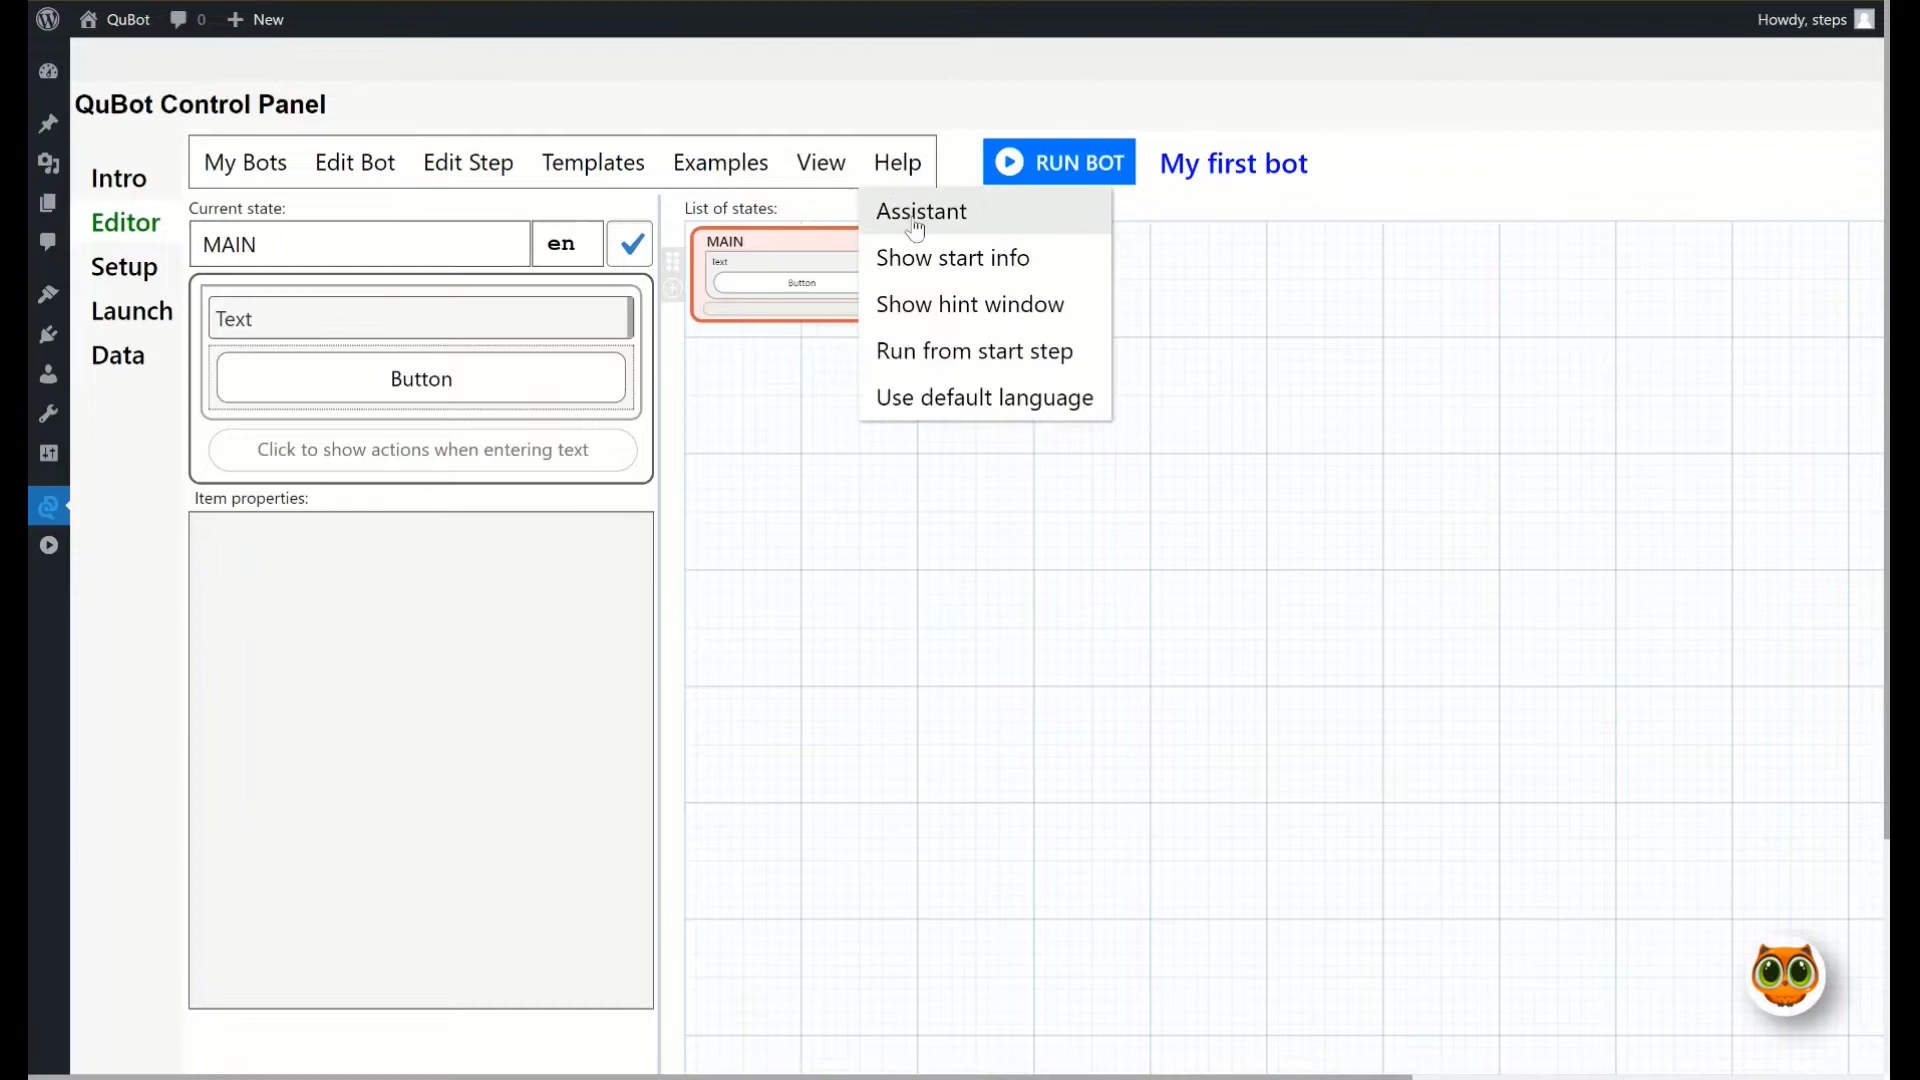 QuBot 0 New Howdy, steps
QuBot Control Panel
Intro
Editor
Setup
Launch
Data
My Bots Edit Bot Edit Step Templates Examples View Help
RUN BOT
My first bot
Current state:
MAIN en
Text
Button
Click to show actions when entering text
Item properties:
List of states:
MAIN
Text
Button
Assistant
Show start info
Show hint window
Run from start step
Use default language